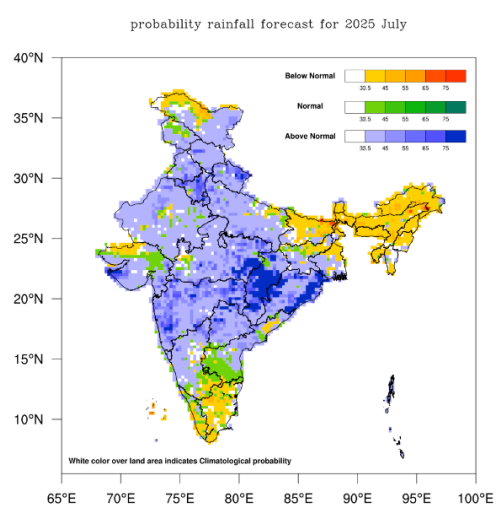 probability rainfall forecast for 2025 July
40°N
35°N
30°N
25°N
20°N
15°N
10°N
Below Normal
33.5 45 55 65 75
Normal
33.5 45 55 65 75
Above Normal
33.5 45 55 65 75
White color over land area indicates Climatological probability
65°E 70°E 75°E 80°E 85°E 90°E 95°E 100°E